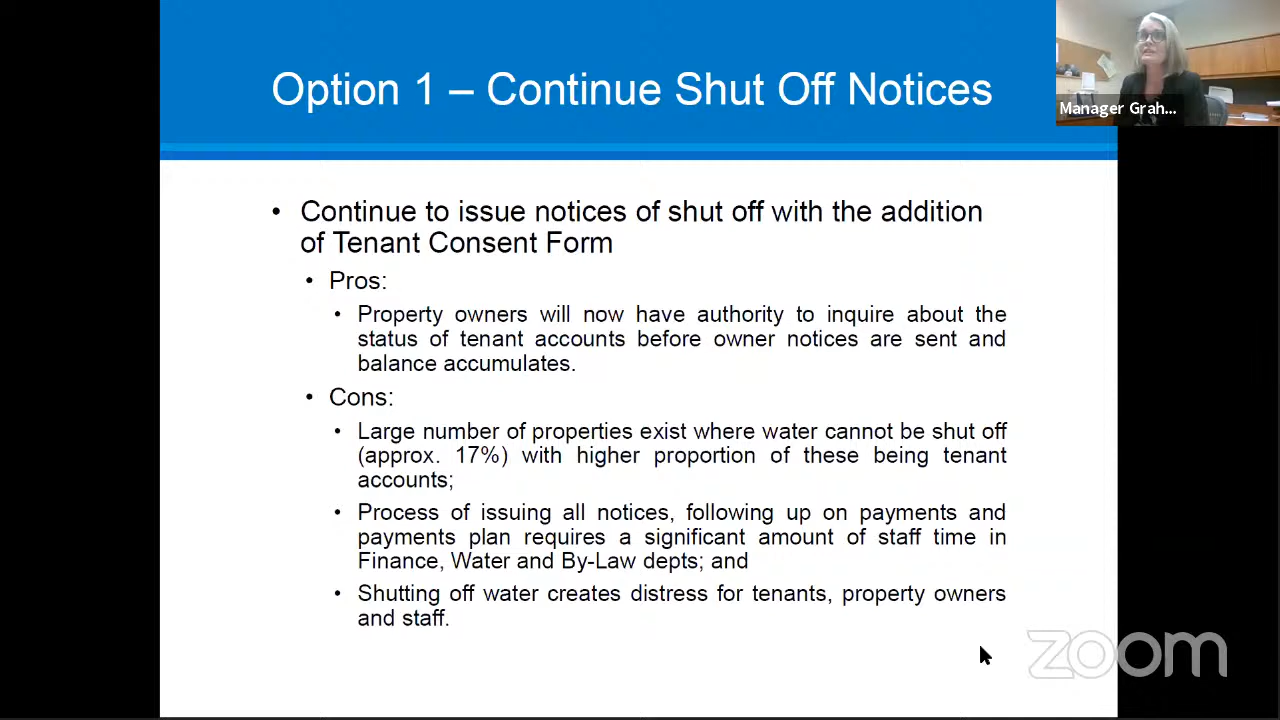 Option 1 – Continue Shut Off Notices
Manager Grah...
• Continue to issue notices of shut off with the addition
of Tenant Consent Form
• Pros:
• Property owners will now have authority to inquire about the
status of tenant accounts before owner notices are sent and
balance accumulates.
• Cons:
• Large number of properties exist where water cannot be shut off
(approx. 17%) with higher proportion of these being tenant
accounts;
• Process of issuing all notices, following up on payments and
payments plan requires a significant amount of staff time in
Finance, Water and By-Law depts; and
• Shutting off water creates distress for tenants, property owners
and staff.
zoom